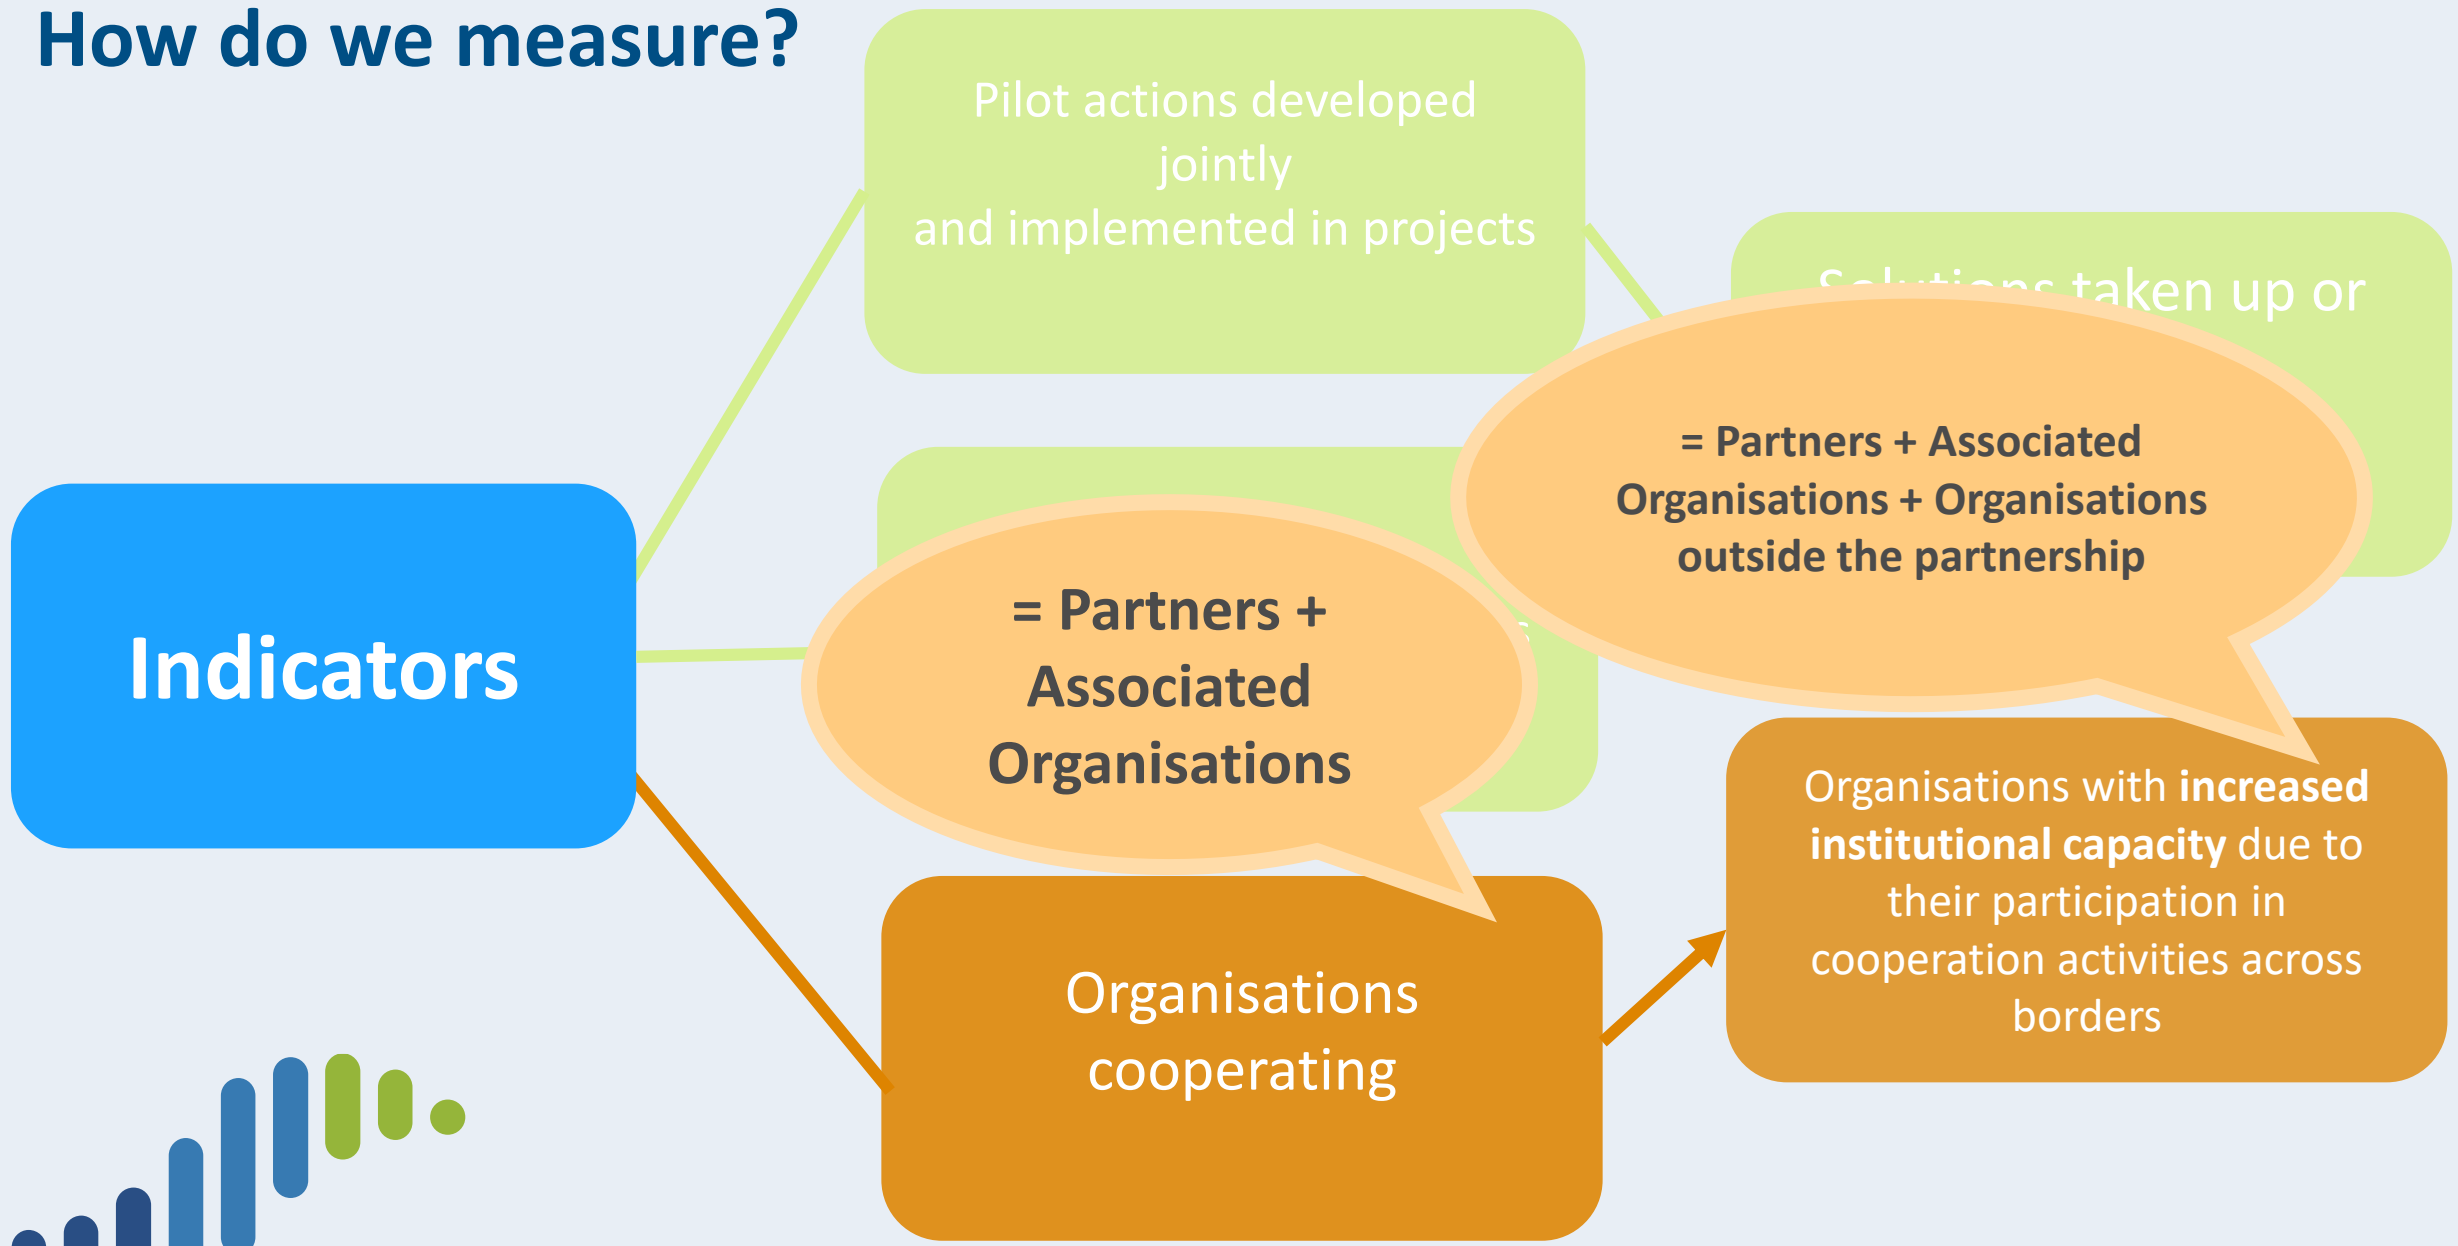 How do we measure?
Pilot actions developed
jointly
and implemented in projects
Solutions taken up or
= Partners + Associated
Organisations + Organisations
outside the partnership
Indicators
= Partners +
Associated
Organisations
Organisations with increased
institutional capacity due to
their participation in
cooperation activities across
borders
Organisations
cooperating